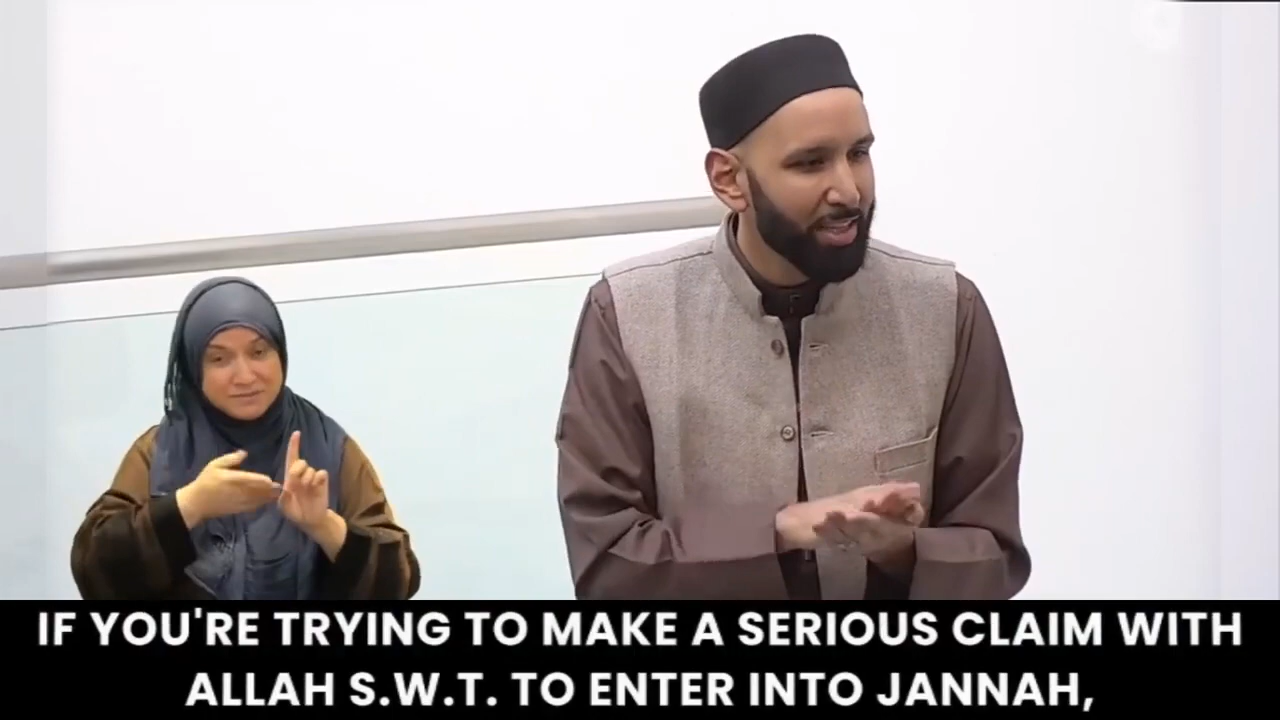 IF YOU'RE TRYING TO MAKE A SERIOUS CLAIM WITH
ALLAH S.W.T. TO ENTER INTO JANNAH,